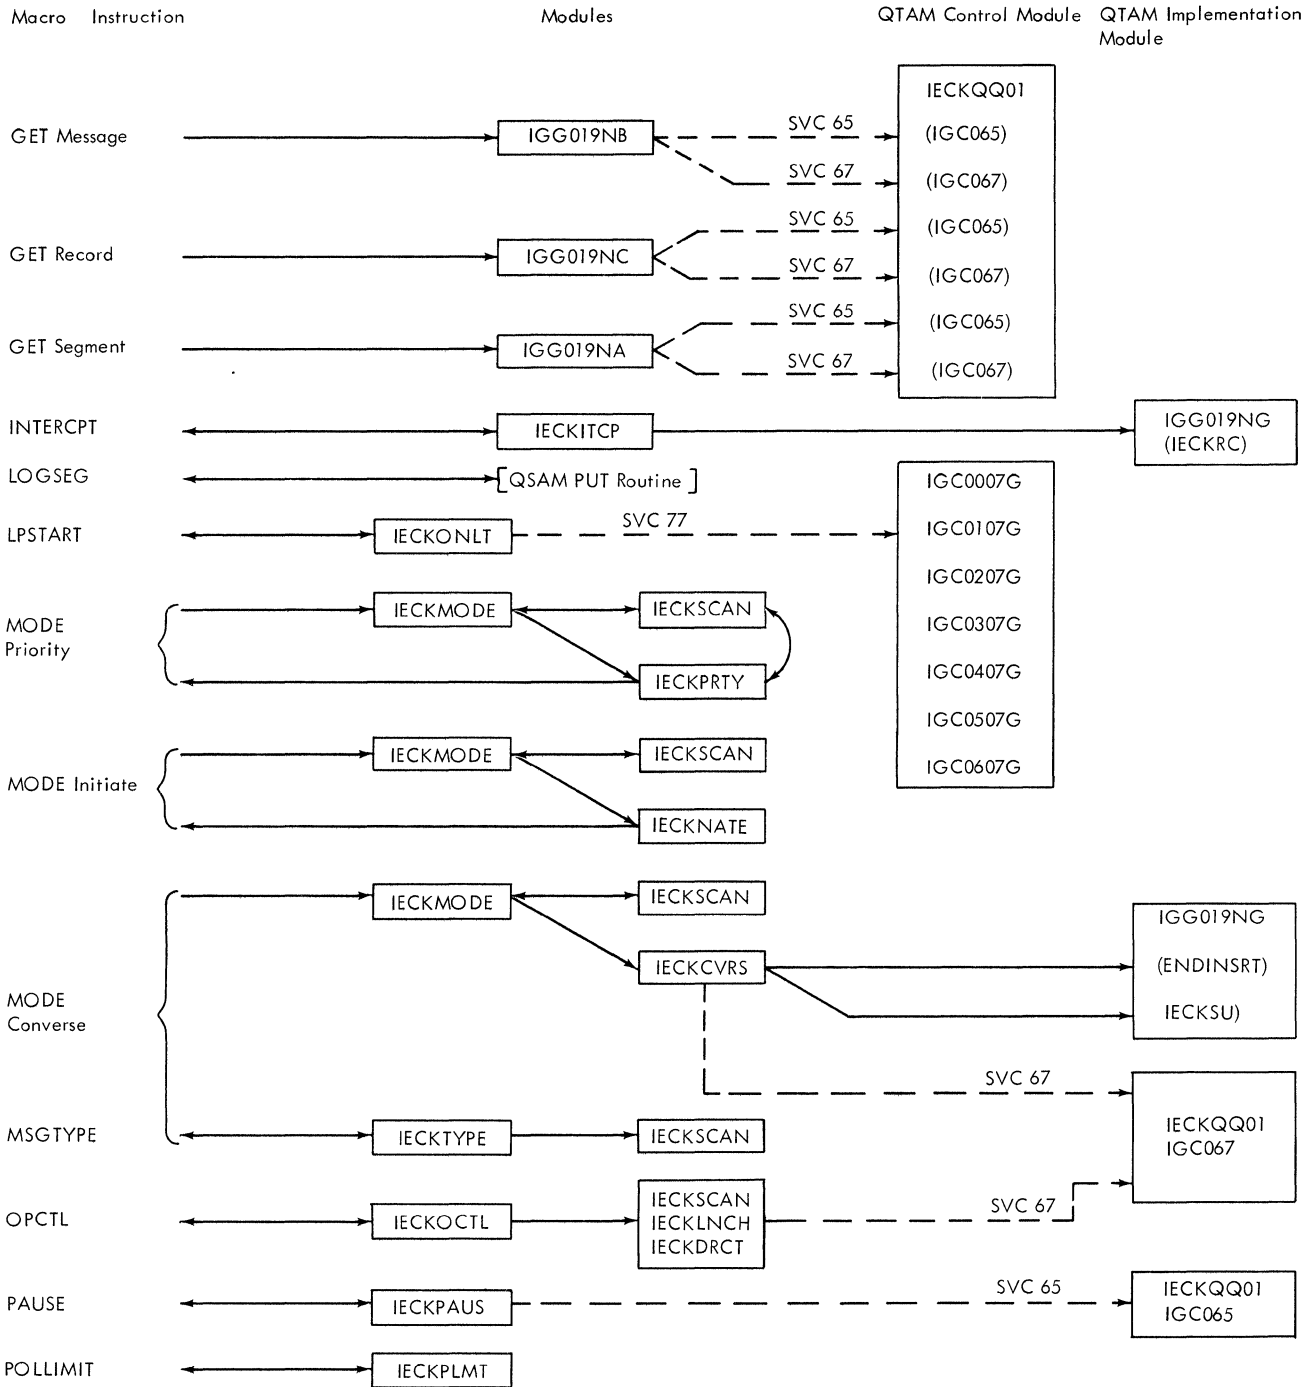 Macro Instruction
Modules
QTAM Control Module
QTAM Implementation
Module
IECKQQ01
GET Message
IGG019NB
SVC 65
(IGC065)
SVC 67
(IGC067)
GET Record
IGG019NC
SVC 65
(IGC065)
SVC 67
(IGC067)
GET Segment
IGG019NA
SVC 65
(IGC065)
SVC 67
(IGC067)
INTERCPT
IECKITCP
IGG019NG
(IECKRC)
LOGSEG
[QSAM PUT Routine]
IGC0007G
LPSTART
IECKONLT
SVC 77
IGC0107G
IGC0207G
IGC0307G
IGC0407G
IGC0507G
IGC0607G
MODE
Priority
IECKMODE
IECKSCAN
IECKPRTY
MODE Initiate
IECKMODE
IECKSCAN
IECKNATE
MODE
Converse
IECKMODE
IECKSCAN
IECKCVRS
IGG019NG
(ENDINSRT)
IECKSU)
SVC 67
IECKQQ01
IGC067
MSGTYPE
IECKTYPE
IECKSCAN
OPCTL
IECKOCTL
IECKSCAN
IECKLNCH
IECKDRCT
SVC 67
PAUSE
IECKPAUS
SVC 65
IECKQQ01
IGC065
POLLIMIT
IECKPLMT